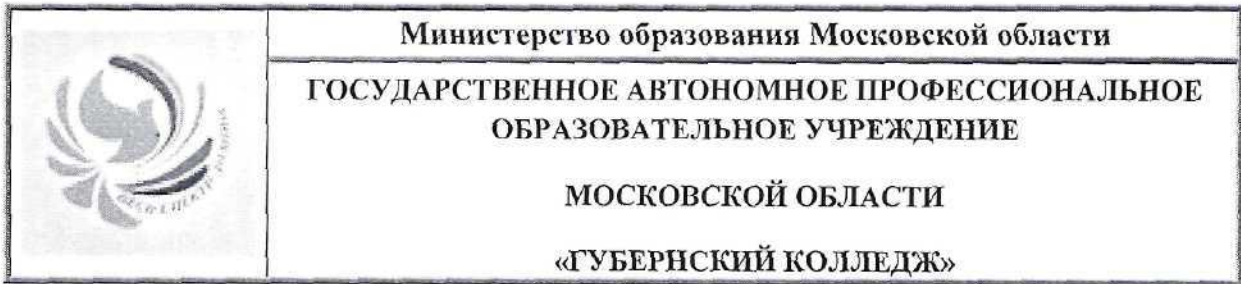 Министерство образования Московской области
ГОСУДАРСТВЕННОЕ АВТОНОМНОЕ ПРОФЕССИОНАЛЬНОЕ
ОБРАЗОВАТЕЛЬНОЕ УЧРЕЖДЕНИЕ
МОСКОВСКОЙ ОБЛАСТИ
«ГУБЕРНСКИЙ КОЛЛЕДЖ»